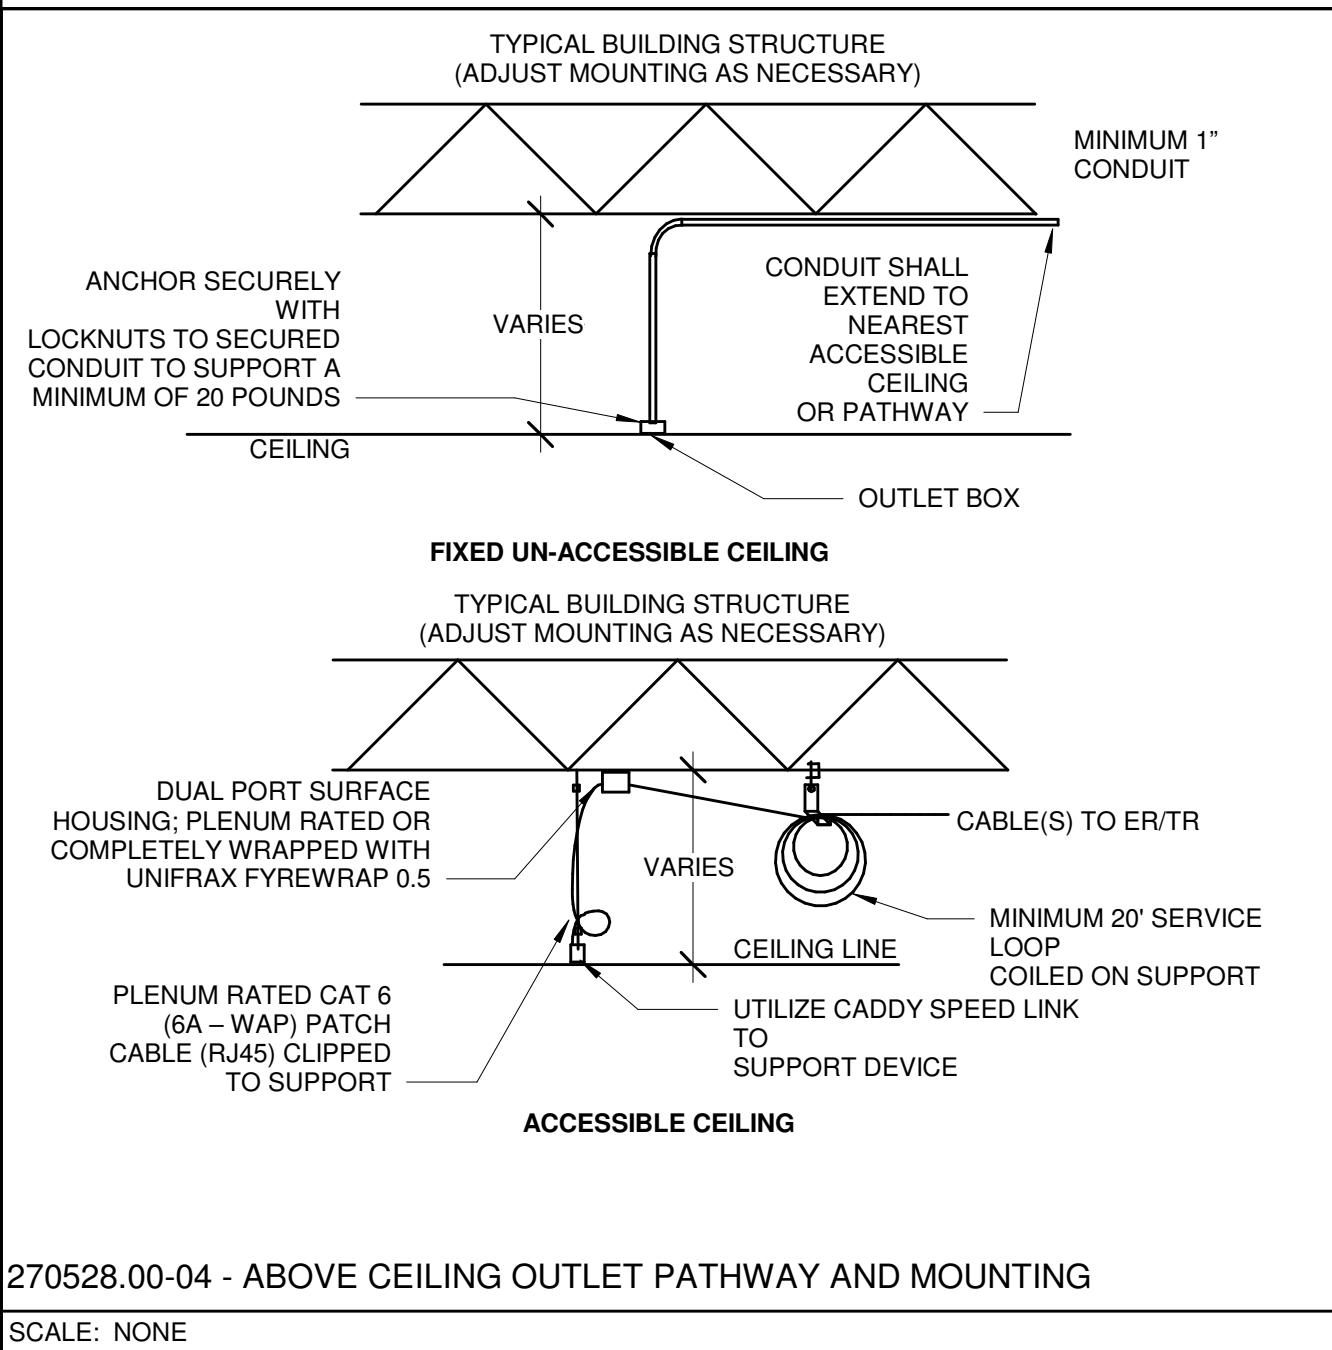 TYPICAL BUILDING STRUCTURE
(ADJUST MOUNTING AS NECESSARY)
MINIMUM 1”
CONDUIT
ANCHOR SECURELY
WITH
LOCKNUTS TO SECURED
CONDUIT TO SUPPORT A
MINIMUM OF 20 POUNDS
VARIES
CONDUIT SHALL
EXTEND TO
NEAREST
ACCESSIBLE
CEILING
OR PATHWAY
CEILING
OUTLET BOX
FIXED UN-ACCESSIBLE CEILING
TYPICAL BUILDING STRUCTURE
(ADJUST MOUNTING AS NECESSARY)
DUAL PORT SURFACE
HOUSING; PLENUM RATED OR
COMPLETELY WRAPPED WITH
UNIFRAX FYREWRAP 0.5
VARIES
CABLE(S) TO ER/TR
MINIMUM 20' SERVICE
LOOP
COILED ON SUPPORT
CEILING LINE
PLENUM RATED CAT 6
(6A – WAP) PATCH
CABLE (RJ45) CLIPPED
TO SUPPORT
UTILIZE CADDY SPEED LINK
TO
SUPPORT DEVICE
ACCESSIBLE CEILING
270528.00-04 - ABOVE CEILING OUTLET PATHWAY AND MOUNTING
SCALE: NONE